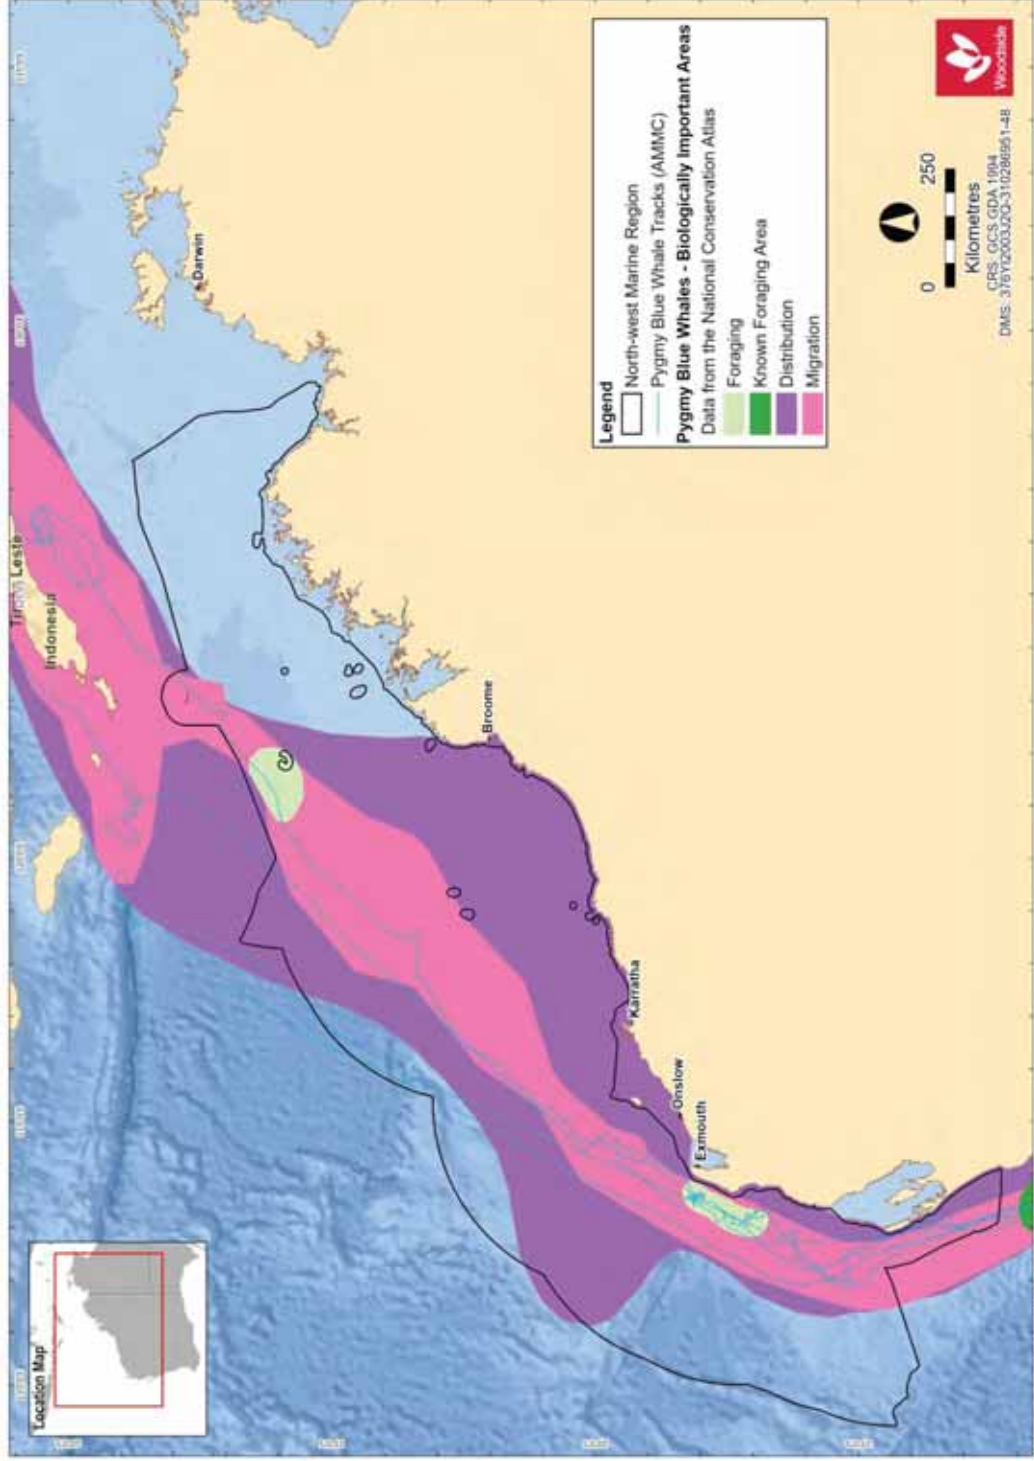 Timor Leste
Indonesia
Darwin
Broome
Karratha
Onslow
Exmouth
Location Map
Legend
North-west Marine Region
Pygmy Blue Whale Tracks (AMMC)
Pygmy Blue Whales - Biologically Important Areas
Data from the National Conservation Atlas
Foraging
Known Foraging Area
Distribution
Migration
0 250
Kilometres
CRS: GCS GDA 1994
Woodside